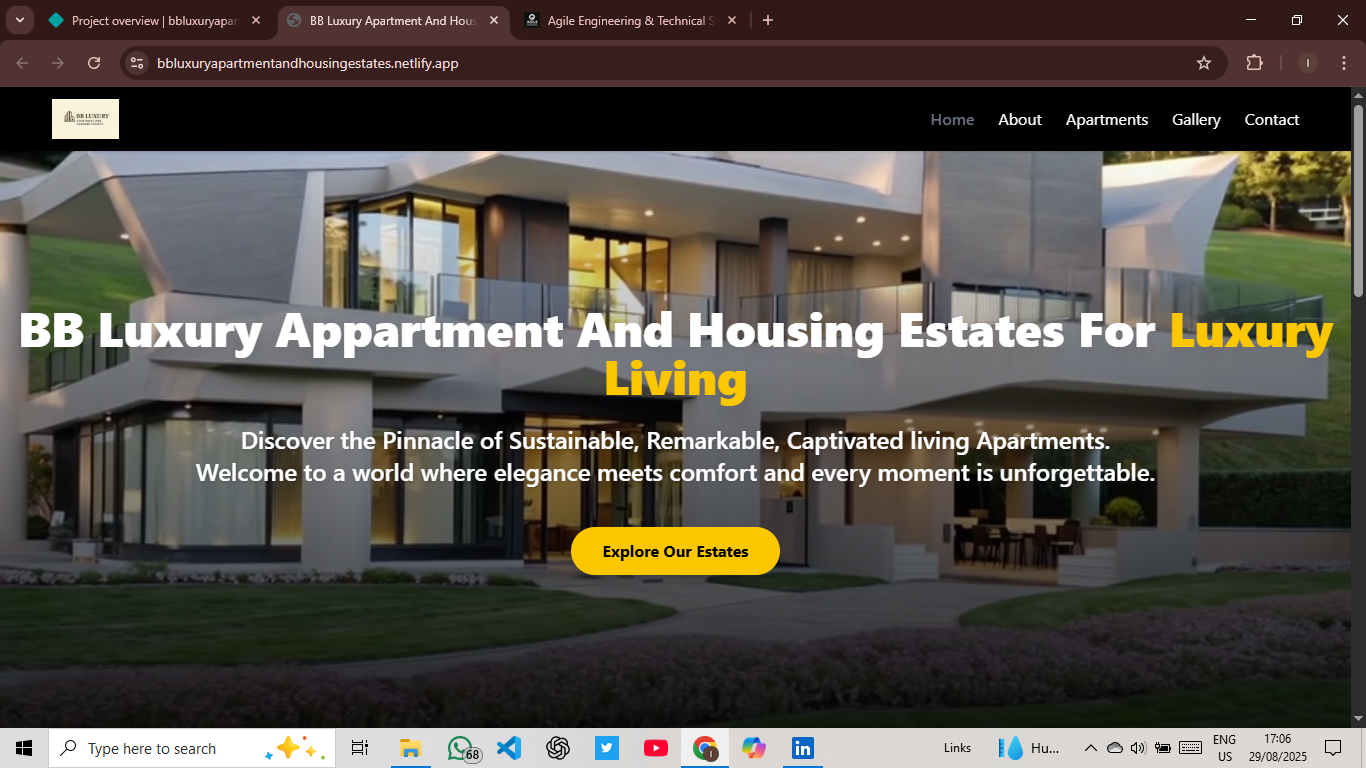 Project overview | bbluxuryapar
BB Luxury Apartment And Hous
Agile Engineering & Technical S
bbluxuryapartmentandhousingestates.netlify.app
I
BB LUXURY
Home
About
Apartments
Gallery
Contact
BB Luxury Appartment And Housing Estates For Luxury
Living
Discover the Pinnacle of Sustainable, Remarkable, Captivated living Apartments.
Welcome to a world where elegance meets comfort and every moment is unforgettable.
Explore Our Estates
Type here to search
68
I
Links
Hu...
ENG
US
17:06
29/08/2025